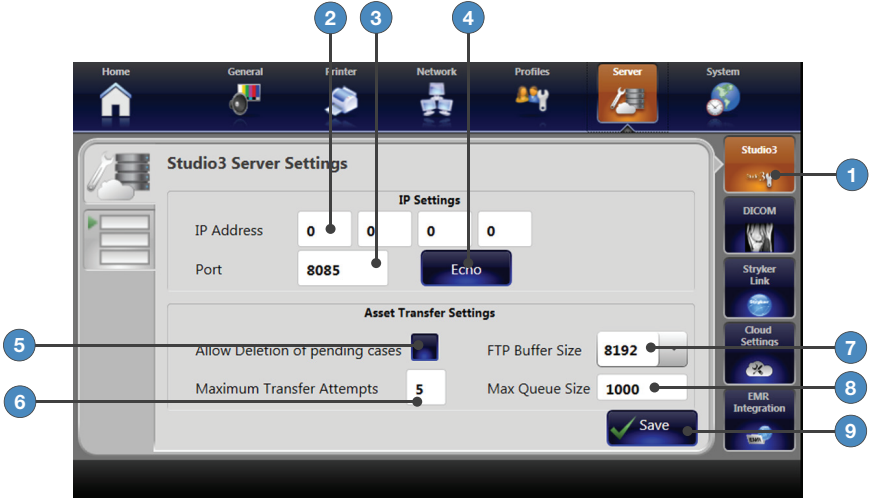 2 3 4
Home General Printer Network Profiles Server System
Studio3
1
Studio3 Server Settings
IP Settings
DICOM
2IP Address 0 0 0 0
Port 8085 Echo
Stryker
Link
Asset Transfer Settings
Cloud
Settings
5 Allow Deletion of pending cases FTP Buffer Size 8192 7
Maximum Transfer Attempts 5 Max Queue Size 1000 8
6
EMR
Integration
EMR
Save 9